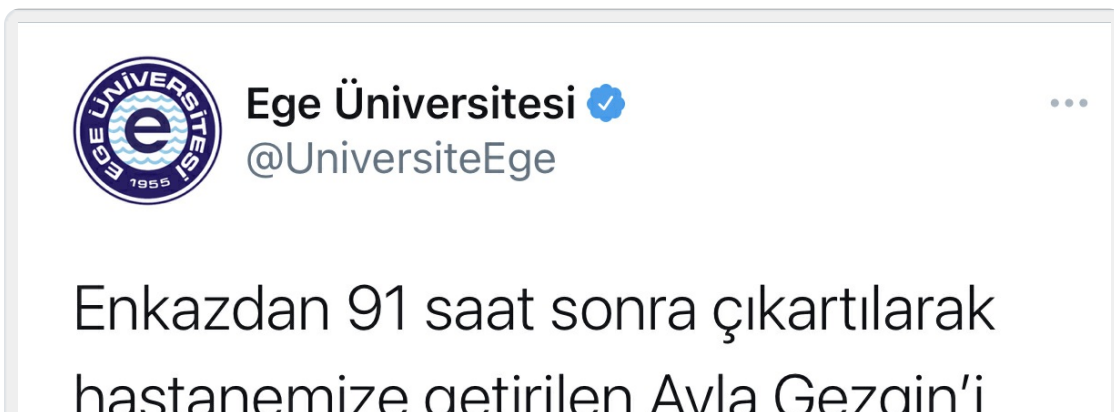 EGE ÜNİVERSİTESİ
e
1955
Ege Üniversitesi
@UniversiteEge
Enkazdan 91 saat sonra çıkartılarak
hastanemize getirilen Ayla Gezgin'i